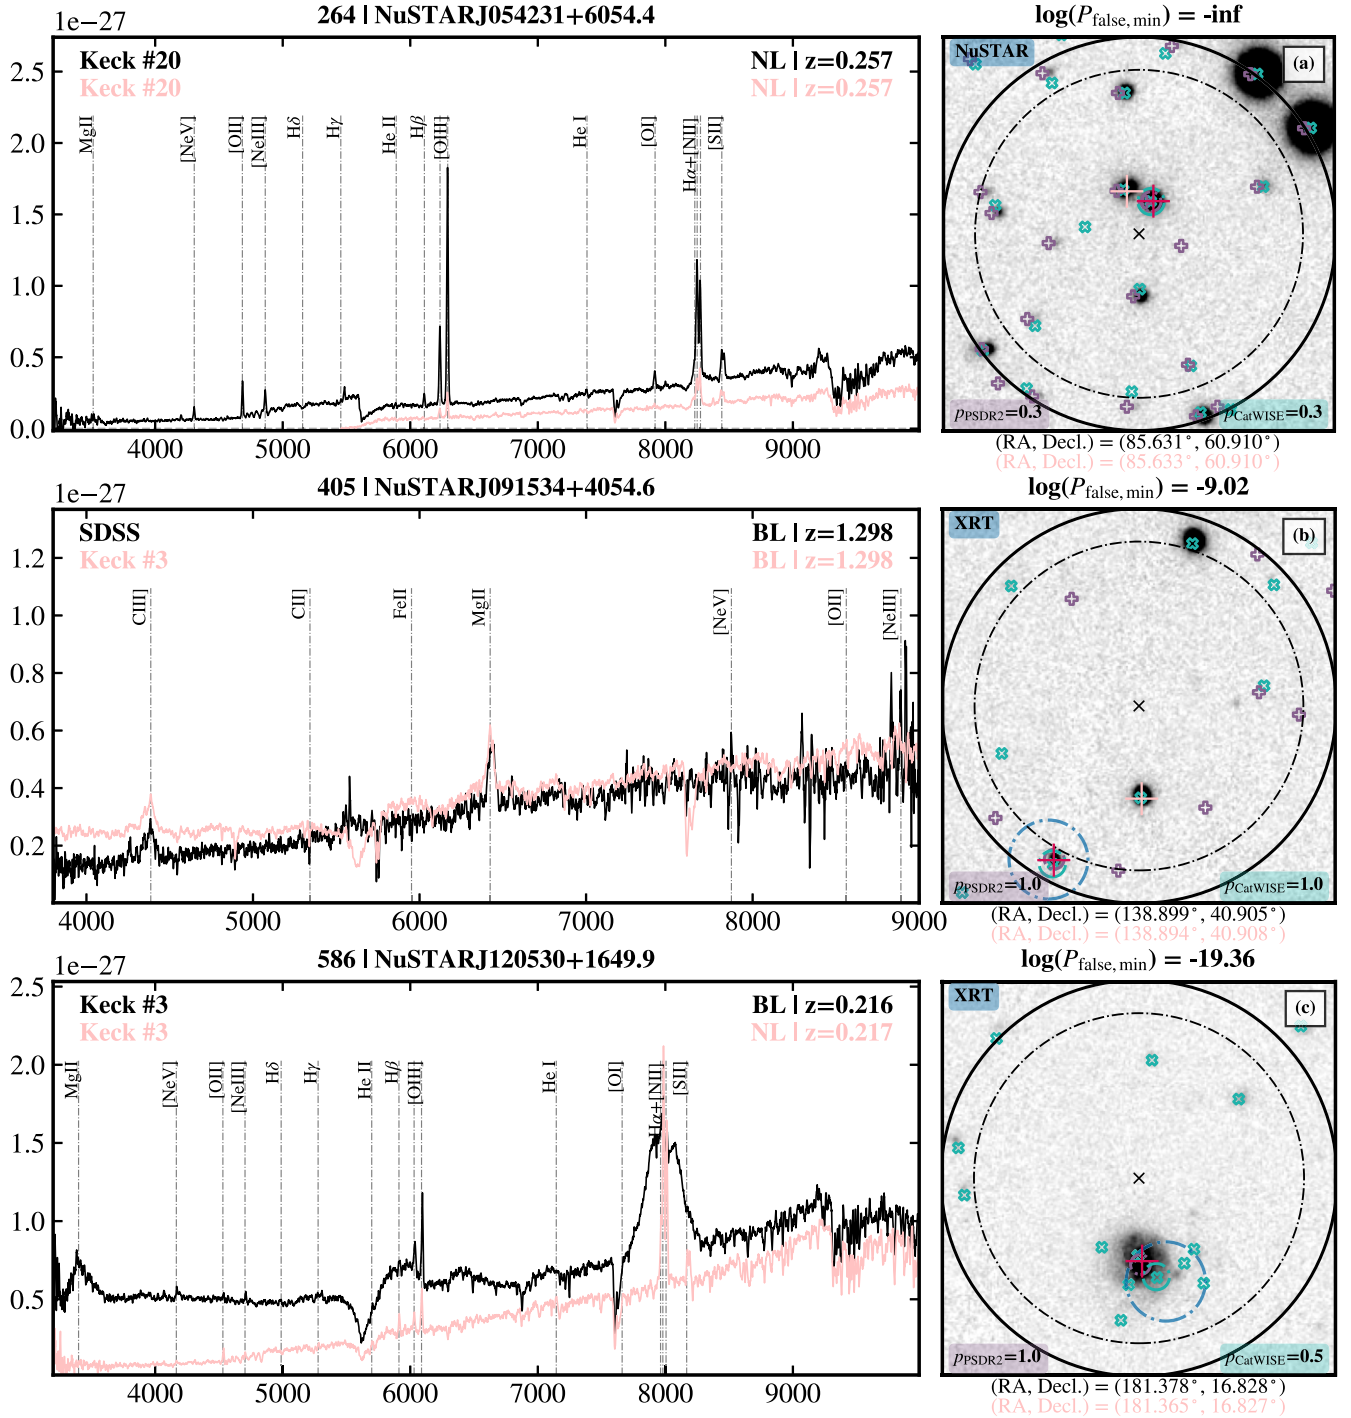 264 | NuSTARJ054231+6054.4
log(P_false,min) = -inf
1e−27
Keck #20
NL | z=0.257
Keck #20
NL | z=0.257
MgII
[NeV]
[OII]
[NeIII]
Hδ
Hγ
He II
Hβ
[OIII]
He I
[OI]
Hα+[NII]
[SII]
2.5
2.0
1.5
1.0
0.5
0.0
4000 5000 6000 7000 8000 9000
NuSTAR
(a)
pPSDR2=0.3
pCatWISE=0.3
(RA, Decl.) = (85.631°, 60.910°)
(RA, Decl.) = (85.633°, 60.910°)
405 | NuSTARJ091534+4054.6
log(P_false,min) = -9.02
1e−27
SDSS
BL | z=1.298
Keck #3
BL | z=1.298
CIII]
CII]
FeII
MgII
[NeV]
[OII]
[NeIII]
1.2
1.0
0.8
0.6
0.4
0.2
4000 5000 6000 7000 8000 9000
XRT
(b)
pPSDR2=1.0
pCatWISE=1.0
(RA, Decl.) = (138.899°, 40.905°)
(RA, Decl.) = (138.894°, 40.908°)
586 | NuSTARJ120530+1649.9
log(P_false,min) = -19.36
1e−27
Keck #3
BL | z=0.216
Keck #3
NL | z=0.217
MgII
[NeV]
[OII]
[NeIII]
Hδ
Hγ
He II
Hβ
[OIII]
He I
[OI]
Hα+[NII]
[SII]
2.5
2.0
1.5
1.0
0.5
4000 5000 6000 7000 8000 9000
XRT
(c)
pPSDR2=1.0
pCatWISE=0.5
(RA, Decl.) = (181.378°, 16.828°)
(RA, Decl.) = (181.365°, 16.827°)